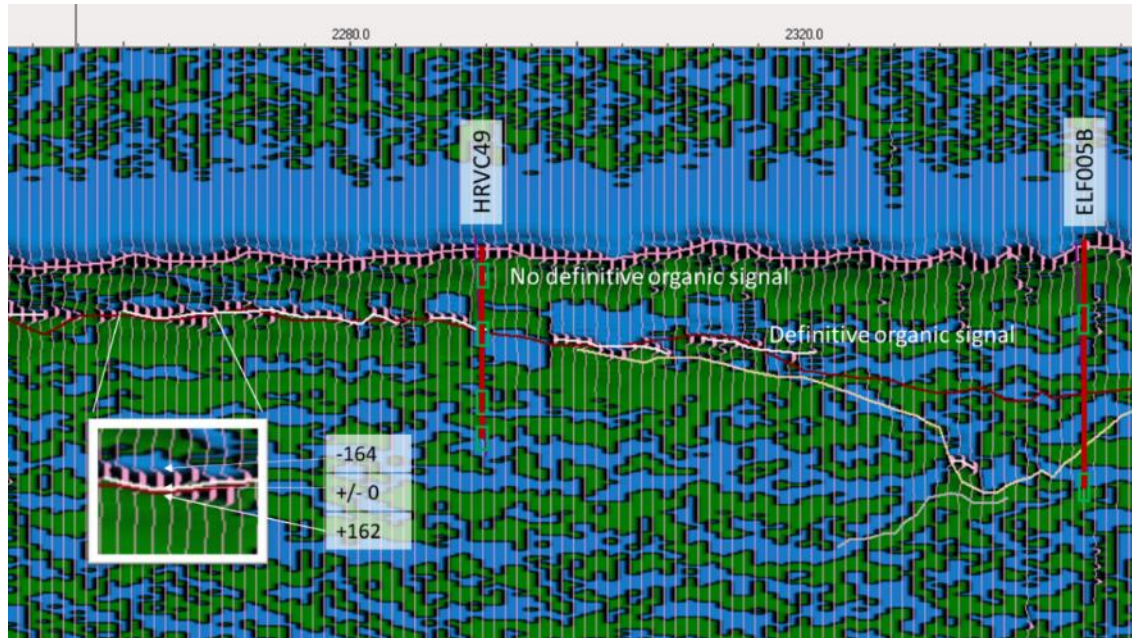 2280.0
2320.0
HRVC49
ELF005B
No definitive organic signal
Definitive organic signal
-164
+/- 0
+162